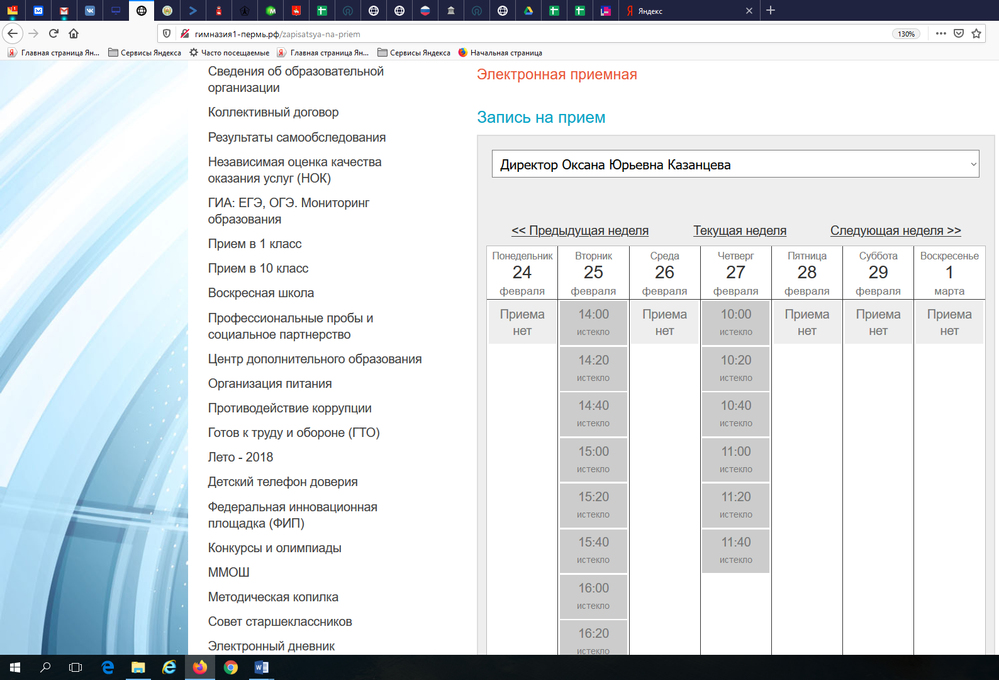 Яндекс
гимназия1-пермь.рф/zapisatsya-na-priem
130%
Главная страница Ян...
Сервисы Яндекса
Часто посещаемые
Главная страница Ян...
Сервисы Яндекса
Начальная страница
Сведения об образовательной
организации
Коллективный договор
Результаты самообследования
Независимая оценка качества
оказания услуг (НОК)
ГИА: ЕГЭ, ОГЭ. Мониторинг
образования
Прием в 1 класс
Прием в 10 класс
Воскресная школа
Профессиональные пробы и
социальное партнерство
Центр дополнительного образования
Организация питания
Противодействие коррупции
Готов к труду и обороне (ГТО)
Лето - 2018
Детский телефон доверия
Федеральная инновационная
площадка (ФИП)
Конкурсы и олимпиады
ММОШ
Методическая копилка
Совет старшеклассников
Электронный дневник
Электронная приемная
Запись на прием
Директор Оксана Юрьевна Казанцева
<< Предыдущая неделя
Текущая неделя
Следующая неделя >>
Понедельник
24
февраля
Приема
нет
Вторник
25
февраля
14:00
истекло
14:20
истекло
14:40
истекло
15:00
истекло
15:20
истекло
15:40
истекло
16:00
истекло
16:20
истекло
Среда
26
февраля
Приема
нет
Четверг
27
февраля
10:00
истекло
10:20
истекло
10:40
истекло
11:00
истекло
11:20
истекло
11:40
истекло
Пятница
28
февраля
Приема
нет
Суббота
29
февраля
Приема
нет
Воскресенье
1
марта
Приема
нет